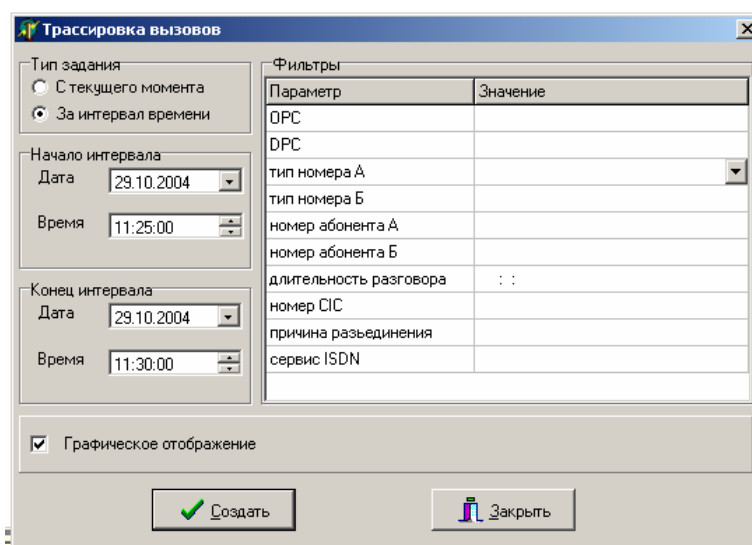 Трассировка вызовов
Тип задания
С текущего момента
За интервал времени
Начало интервала
Дата 29.10.2004
Время 11:25:00
Конец интервала
Дата 29.10.2004
Время 11:30:00
Фильтры
Параметр Значение
OPC
DPC
тип номера А
тип номера Б
номер абонента А
номер абонента Б
длительность разговора : :
номер CIC
причина разьединения
сервис ISDN
Графическое отображение
Создать
Закрыть